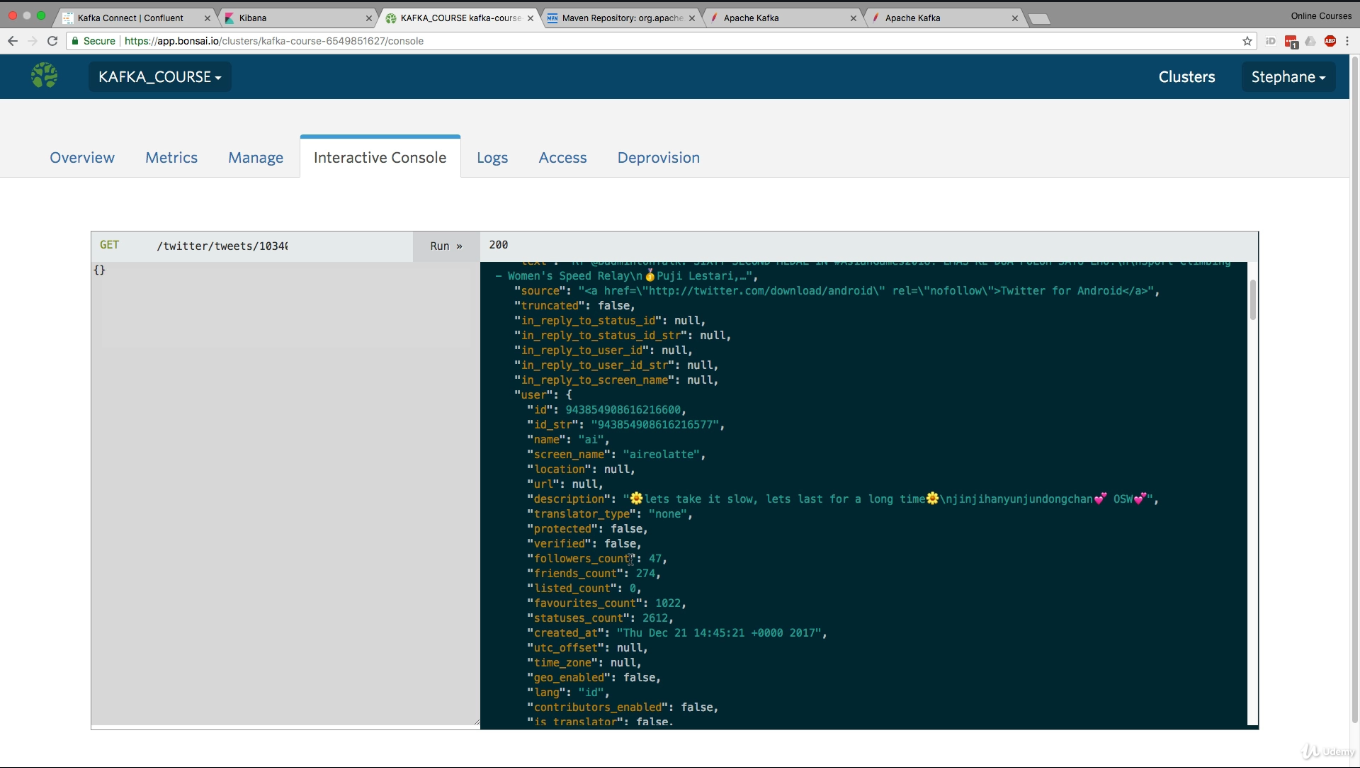 Kafka Connect | Confluent
Kibana
KAFKA_COURSE kafka-course
Maven Repository: org.apache
Apache Kafka
Apache Kafka
Online Courses
Secure | https://app.bonsai.io/clusters/kafka-course-6549851627/console
KAFKA_COURSE
Clusters
Stephane
Overview
Metrics
Manage
Interactive Console
Logs
Access
Deprovision
GET /twitter/tweets/10340
Run »
200
{}
- Women's Speed Relay\n🥇Puji Lestari,…",
"source": "<a href=\"http://twitter.com/download/android\" rel=\"nofollow\">Twitter for Android</a>",
"truncated": false,
"in_reply_to_status_id": null,
"in_reply_to_status_id_str": null,
"in_reply_to_user_id": null,
"in_reply_to_user_id_str": null,
"in_reply_to_screen_name": null,
"user": {
"id": 943854908616216600,
"id_str": "943854908616216577",
"name": "ai",
"screen_name": "aireolatte",
"location": null,
"url": null,
"description": "🌼lets take it slow, lets last for a long time🌼\njinjihanyunjundongchan💕 OSW💕",
"translator_type": "none",
"protected": false,
"verified": false,
"followers_count": 47,
"friends_count": 274,
"listed_count": 0,
"favourites_count": 1022,
"statuses_count": 2612,
"created_at": "Thu Dec 21 14:45:21 +0000 2017",
"utc_offset": null,
"time_zone": null,
"geo_enabled": false,
"lang": "id",
"contributors_enabled": false,
"is_translator": false,
Udemy